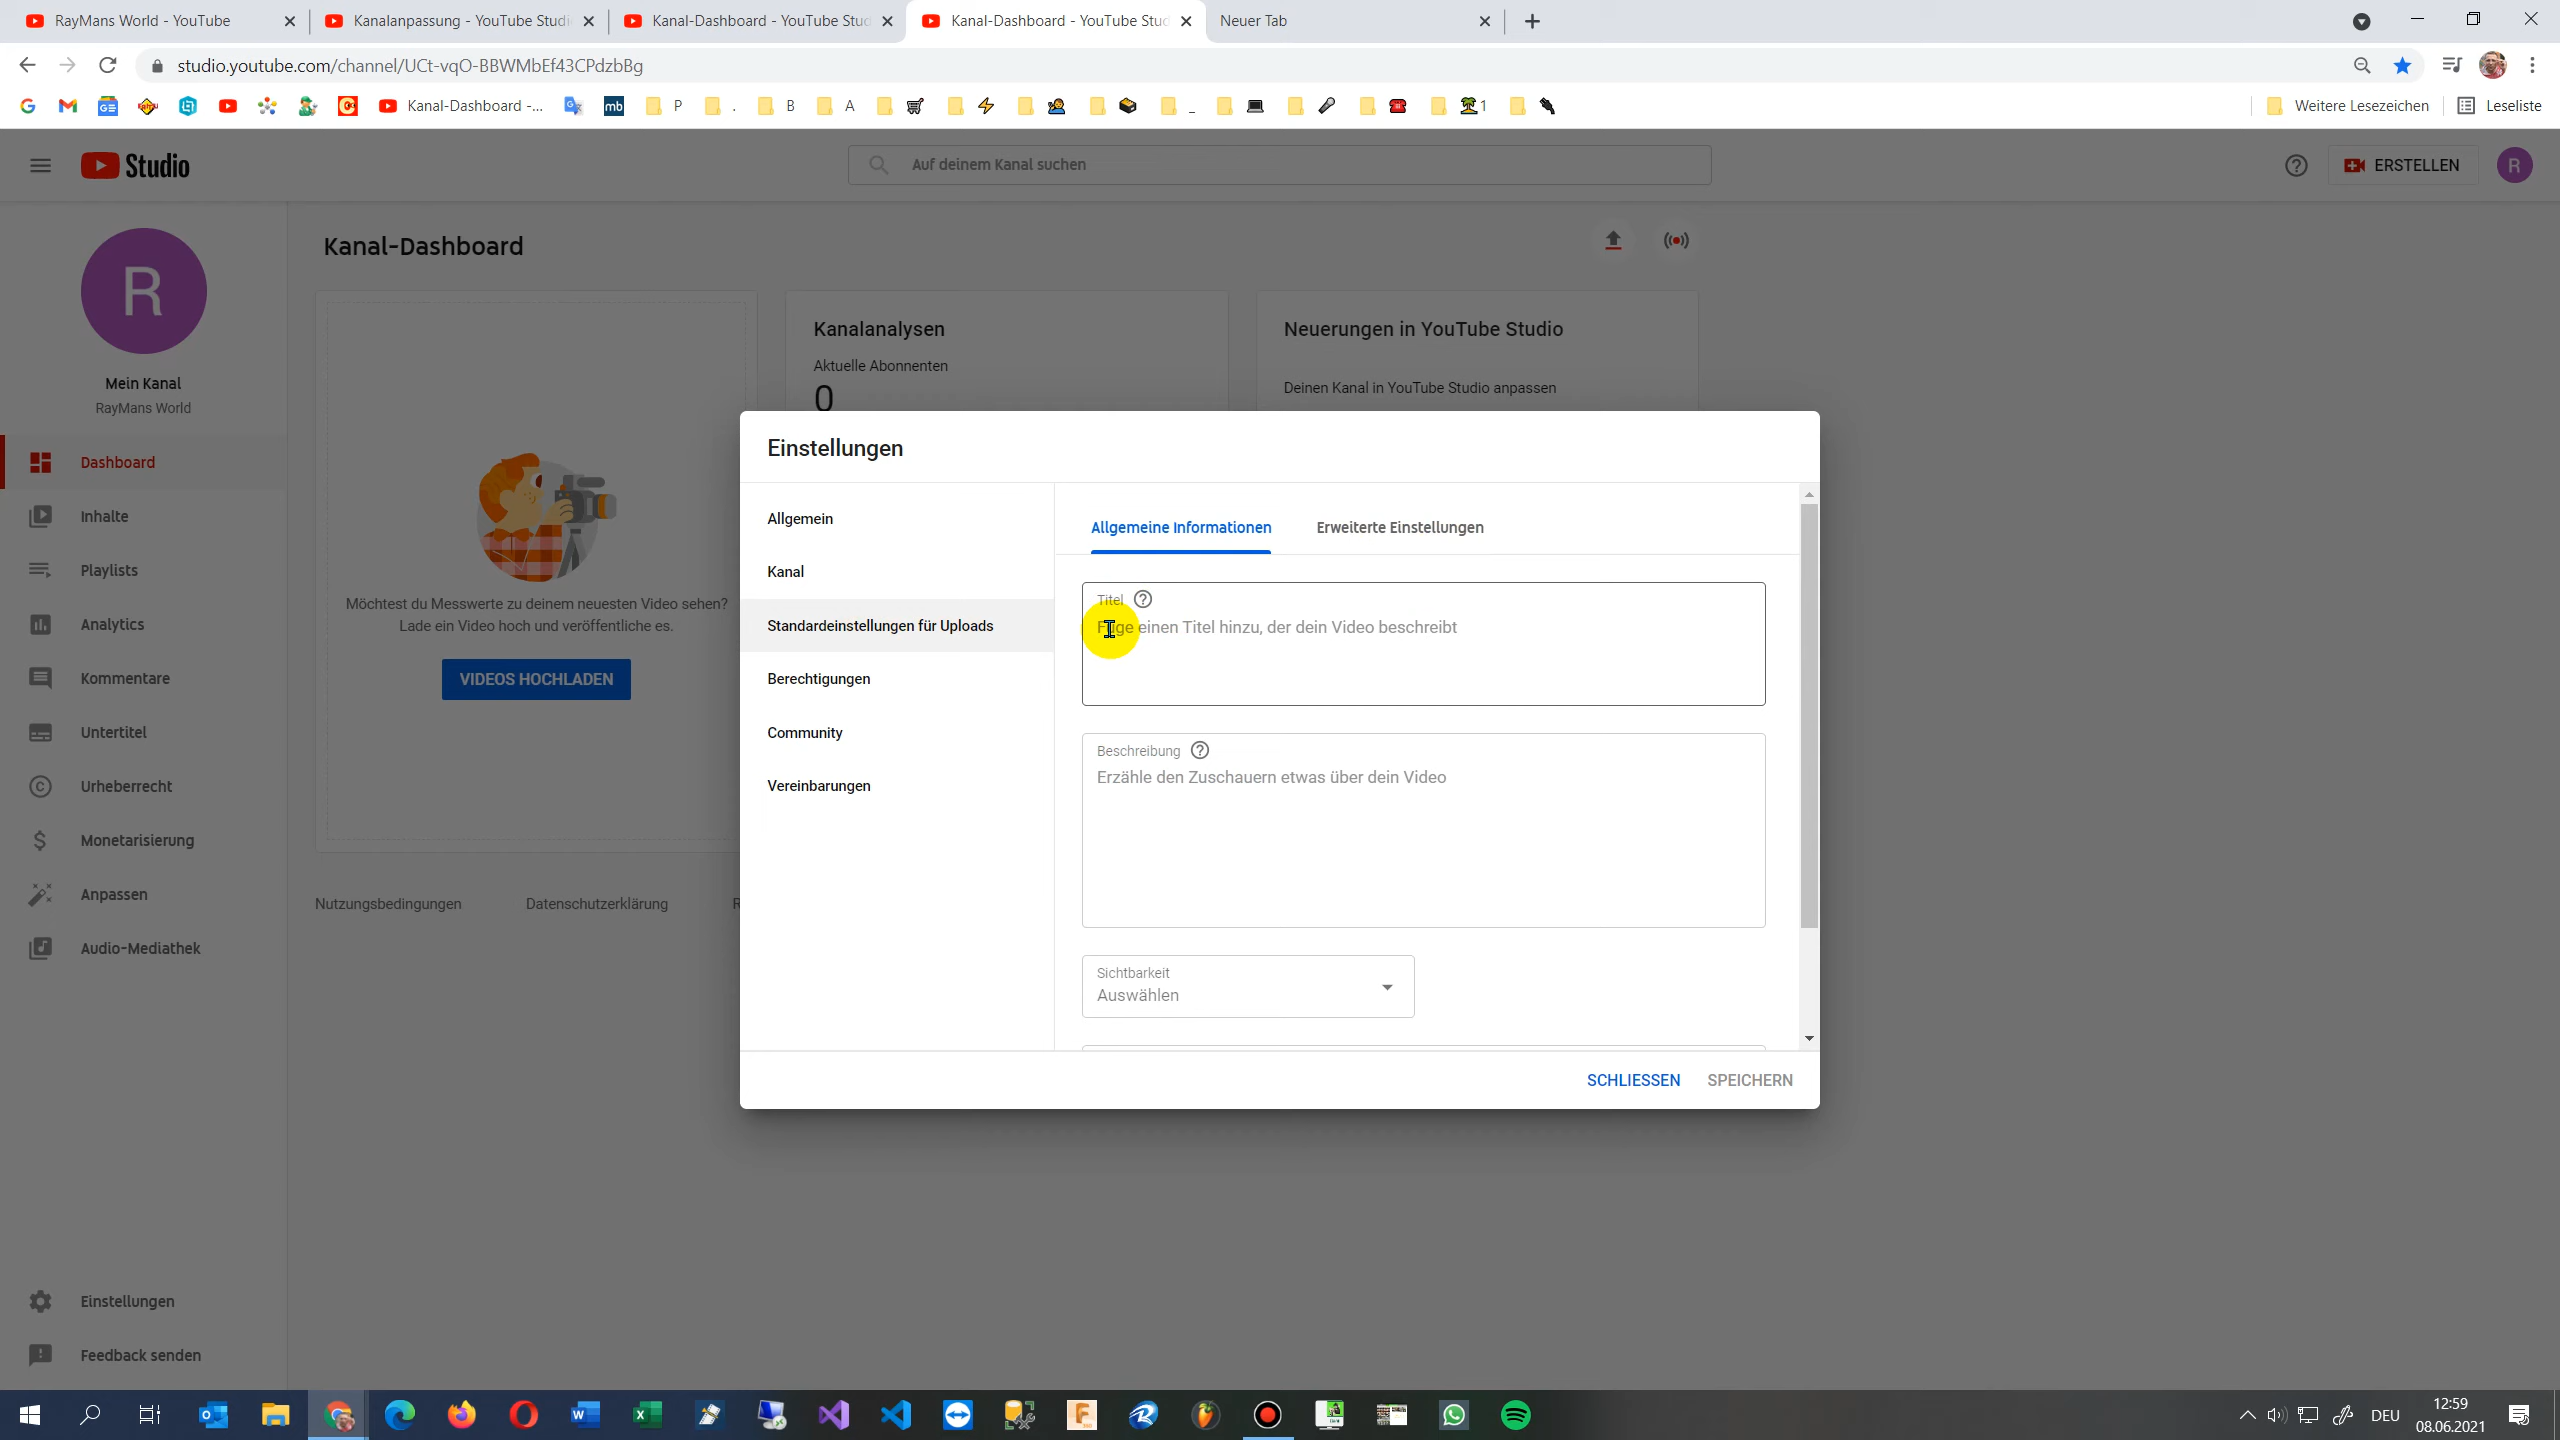 RayMans World - YouTube
Kanalanpassung - YouTube Studi
Kanal-Dashboard - YouTube Stud
Kanal-Dashboard - YouTube Stud
Neuer Tab
studio.youtube.com/channel/UCt-vqO-BBWMbEf43CPdzbBg
Kanal-Dashboard -...
mb
P
.
B
A
_
1
Weitere Lesezeichen
Leseliste
Studio
Auf deinem Kanal suchen
ERSTELLEN
R
R
Mein Kanal
RayMans World
Dashboard
Inhalte
Playlists
Analytics
Kommentare
Untertitel
Urheberrecht
Monetarisierung
Anpassen
Audio-Mediathek
Einstellungen
Feedback senden
Kanal-Dashboard
Möchtest du Messwerte zu deinem neuesten Video sehen?
Lade ein Video hoch und veröffentliche es.
VIDEOS HOCHLADEN
Kanalanalysen
Aktuelle Abonnenten
0
Neuerungen in YouTube Studio
Deinen Kanal in YouTube Studio anpassen
Nutzungsbedingungen
Datenschutzerklärung
Einstellungen
Allgemein
Kanal
Standardeinstellungen für Uploads
Berechtigungen
Community
Vereinbarungen
Allgemeine Informationen
Erweiterte Einstellungen
Titel
Füge einen Titel hinzu, der dein Video beschreibt
Beschreibung
Erzähle den Zuschauern etwas über dein Video
Sichtbarkeit
Auswählen
SCHLIESSEN
SPEICHERN
DEU
12:59
08.06.2021